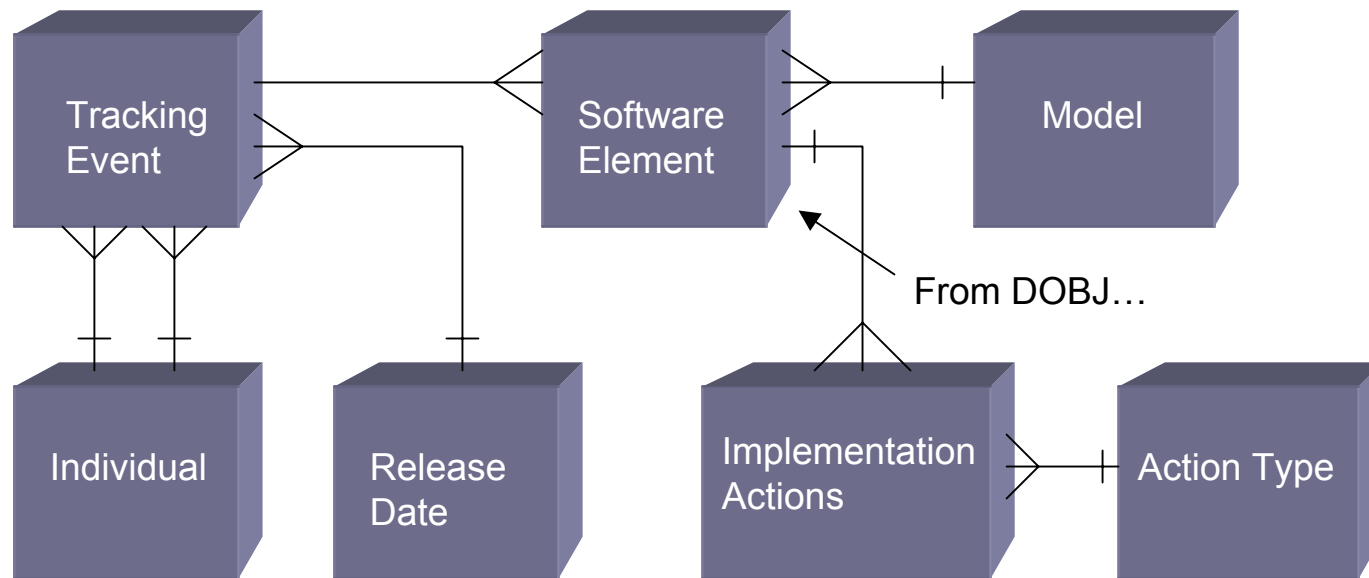 Tracking
Event
Software
Element
Model
From DOBJ…
Individual
Release
Date
Implementation
Actions
Action Type